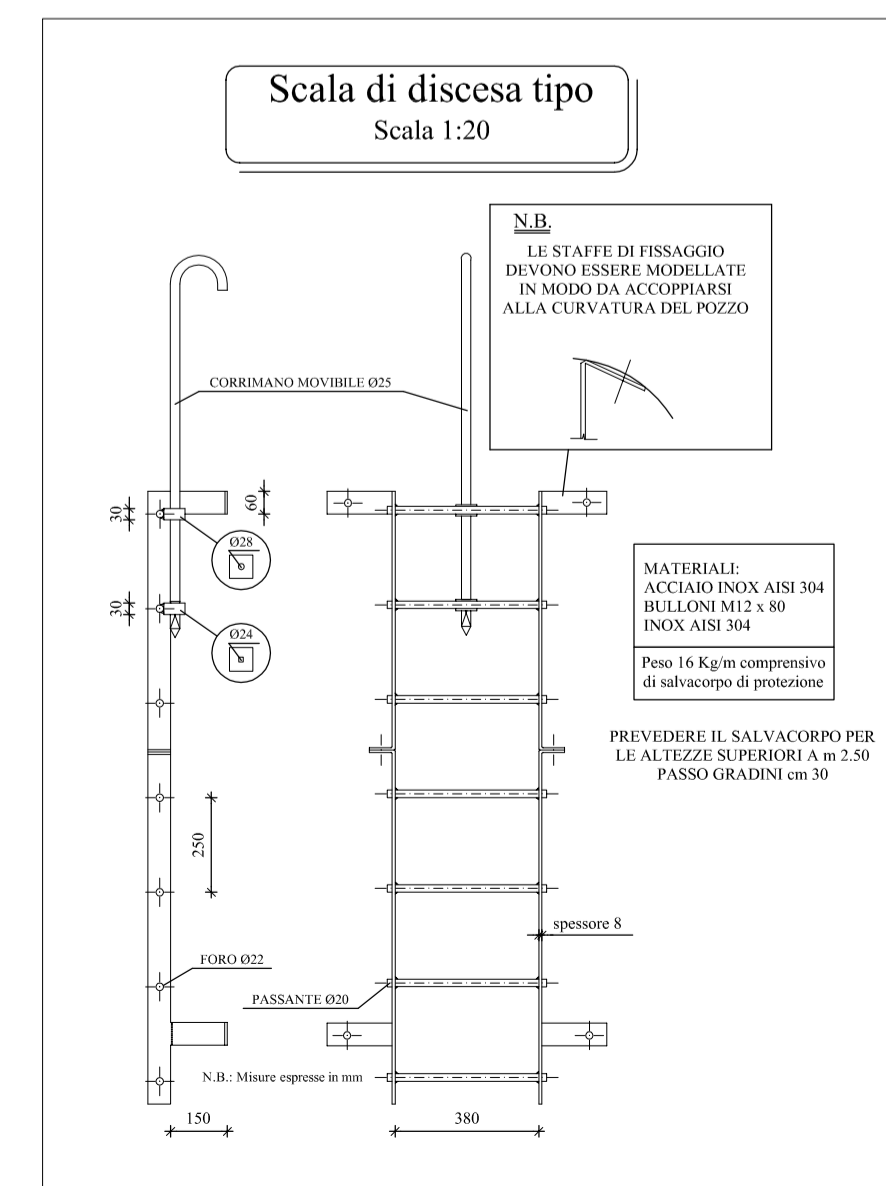 Scala di discesa tipo
Scala 1:20
N.B.
LE STAFFE DI FISSAGGIO
DEVONO ESSERE MODELLATE
IN MODO DA ACCOPPIARSI
ALLA CURVATURA DEL POZZO
CORRIMANO MOVIBILE Ø25
30
60
Ø28
30
Ø24
MATERIALI:
ACCIAIO INOX AISI 304
BULLONI M12 x 80
INOX AISI 304
Peso 16 Kg/m comprensivo
di salvacorpo di protezione
PREVEDERE IL SALVACORPO PER
LE ALTEZZE SUPERIORI A m 2.50
PASSO GRADINI cm 30
250
spessore 8
FORO Ø22
PASSANTE Ø20
N.B.: Misure espresse in mm
150
380